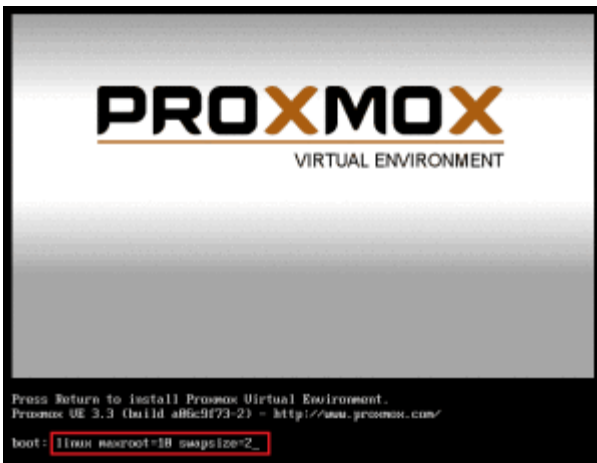 PROXMOX
VIRTUAL ENVIRONMENT
Press Return to install Proxmox Virtual Environment.
Proxmox VE 3.3 (build a06c9f73-2) - http://www.proxmox.com/
boot: linux maxroot=10 swapsize=2_